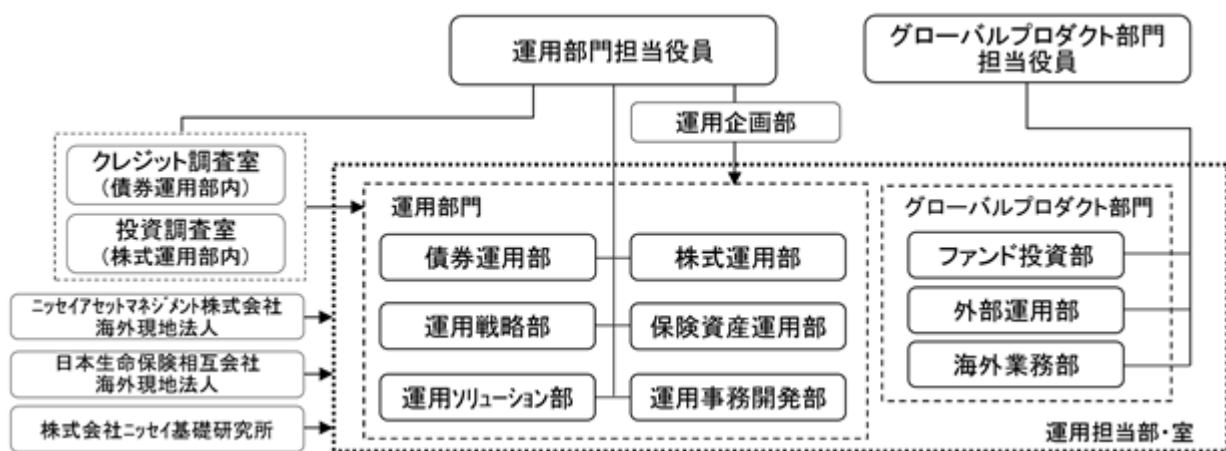 運用部門担当役員
グローバルプロダクト部門
担当役員
運用企画部
クレジット調査室
(債券運用部内)
投資調査室
(株式運用部内)
運用部門
債券運用部
株式運用部
運用戦略部
保険資産運用部
運用ソリューション部
運用事務開発部
グローバルプロダクト部門
ファンド投資部
外部運用部
海外業務部
ニッセイアセットマネジメント株式会社
海外現地法人
日本生命保険相互会社
海外現地法人
株式会社ニッセイ基礎研究所
運用担当部・室